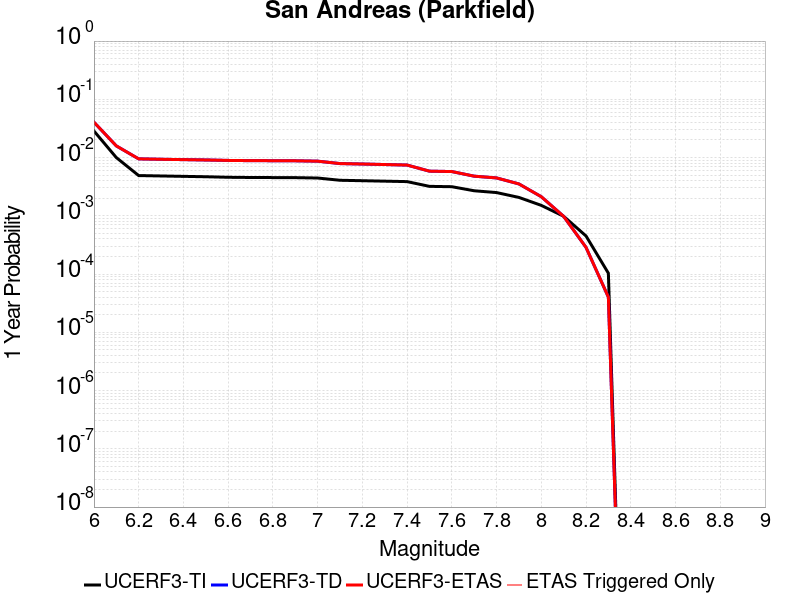 San Andreas (Parkfield)
10^0
10^-1
10^-2
10^-3
10^-4
10^-5
10^-6
10^-7
10^-8
1 Year Probability
6 6.2 6.4 6.6 6.8 7 7.2 7.4 7.6 7.8 8 8.2 8.4 8.6 8.8 9
Magnitude
UCERF3-TI UCERF3-TD UCERF3-ETAS ETAS Triggered Only